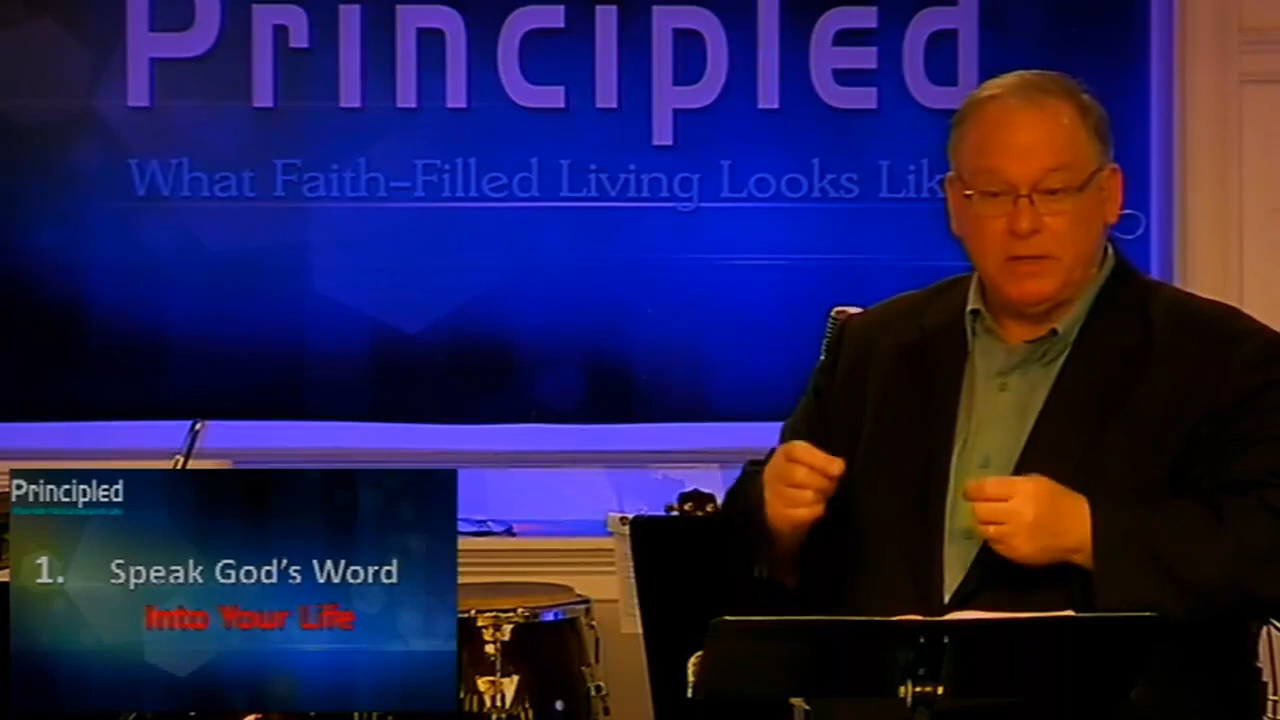 Principled
What Faith-Filled Living Looks Lik
Principled
1. Speak God's Word
Into Your Life